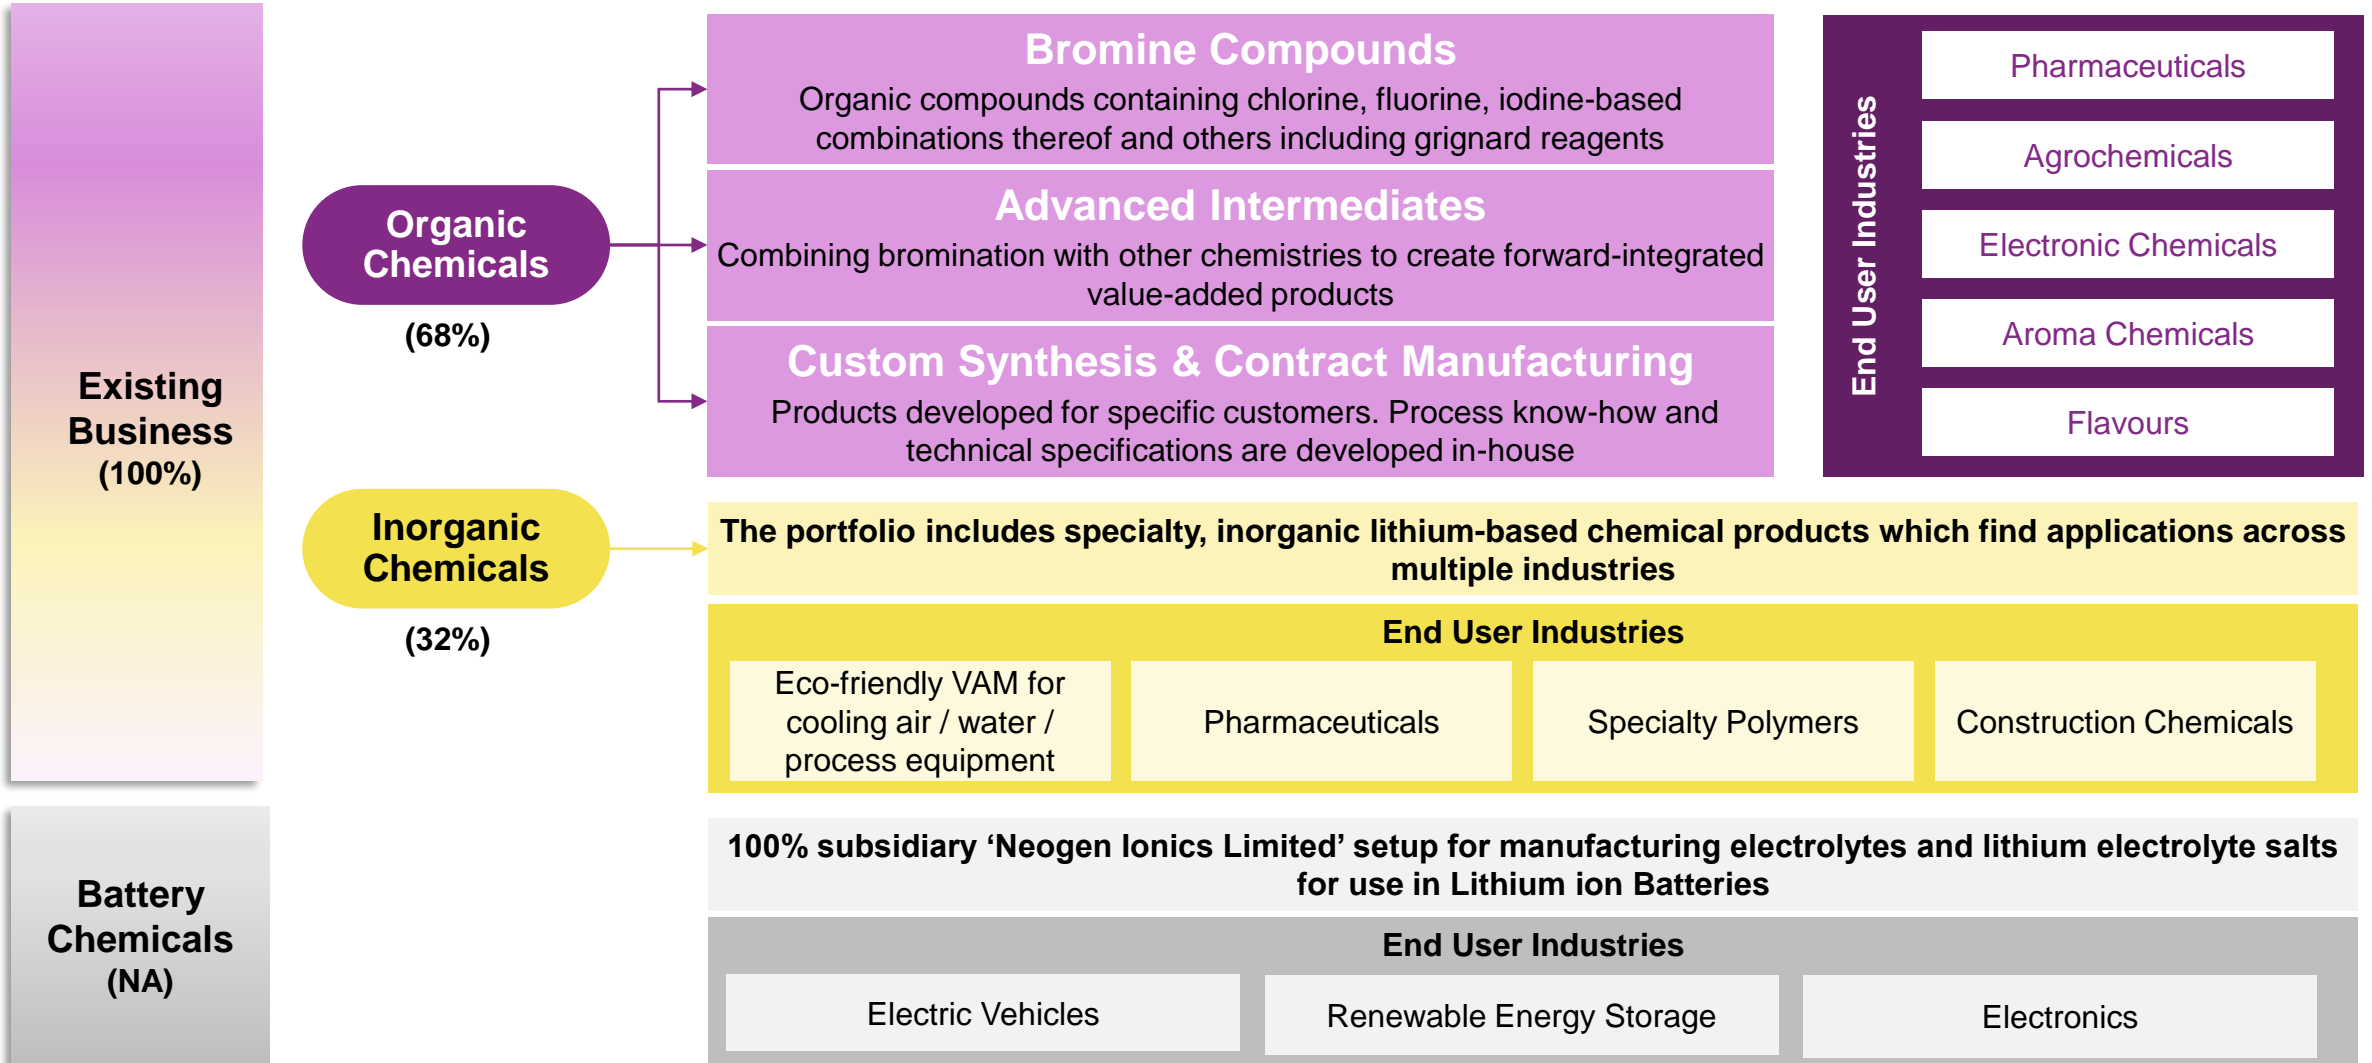 Existing
Business
(100%)
Organic
Chemicals
(68%)
Bromine Compounds
Organic compounds containing chlorine, fluorine, iodine-based
combinations thereof and others including grignard reagents
Advanced Intermediates
Combining bromination with other chemistries to create forward-integrated
value-added products
Custom Synthesis & Contract Manufacturing
Products developed for specific customers. Process know-how and
technical specifications are developed in-house
End User Industries
Pharmaceuticals
Agrochemicals
Electronic Chemicals
Aroma Chemicals
Flavours
Inorganic
Chemicals
(32%)
The portfolio includes specialty, inorganic lithium-based chemical products which find applications across
multiple industries
End User Industries
Eco-friendly VAM for
cooling air / water /
process equipment
Pharmaceuticals
Specialty Polymers
Construction Chemicals
Battery
Chemicals
(NA)
100% subsidiary ‘Neogen Ionics Limited’ setup for manufacturing electrolytes and lithium electrolyte salts
for use in Lithium ion Batteries
End User Industries
Electric Vehicles
Renewable Energy Storage
Electronics